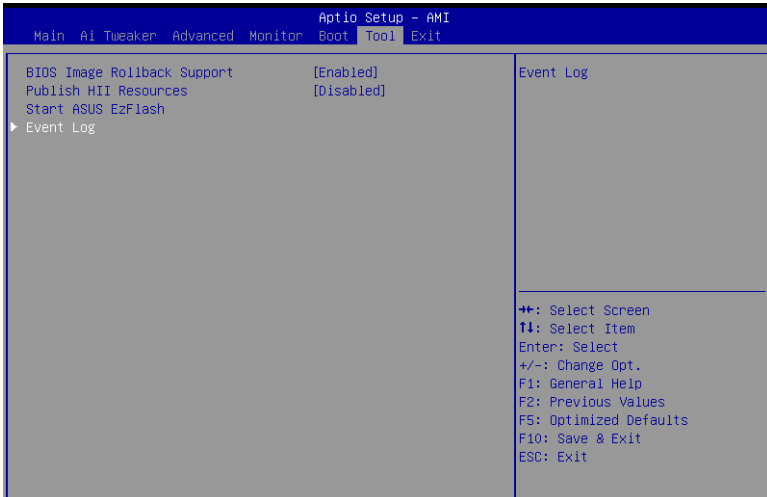 Aptio Setup – AMI
Main Ai Tweaker Advanced Monitor Boot Tool Exit
BIOS Image Rollback Support [Enabled]
Publish HII Resources [Disabled]
Start ASUS EzFlash
▶ Event Log
Event Log
→←: Select Screen
↑↓: Select Item
Enter: Select
+/-: Change Opt.
F1: General Help
F2: Previous Values
F5: Optimized Defaults
F10: Save & Exit
ESC: Exit